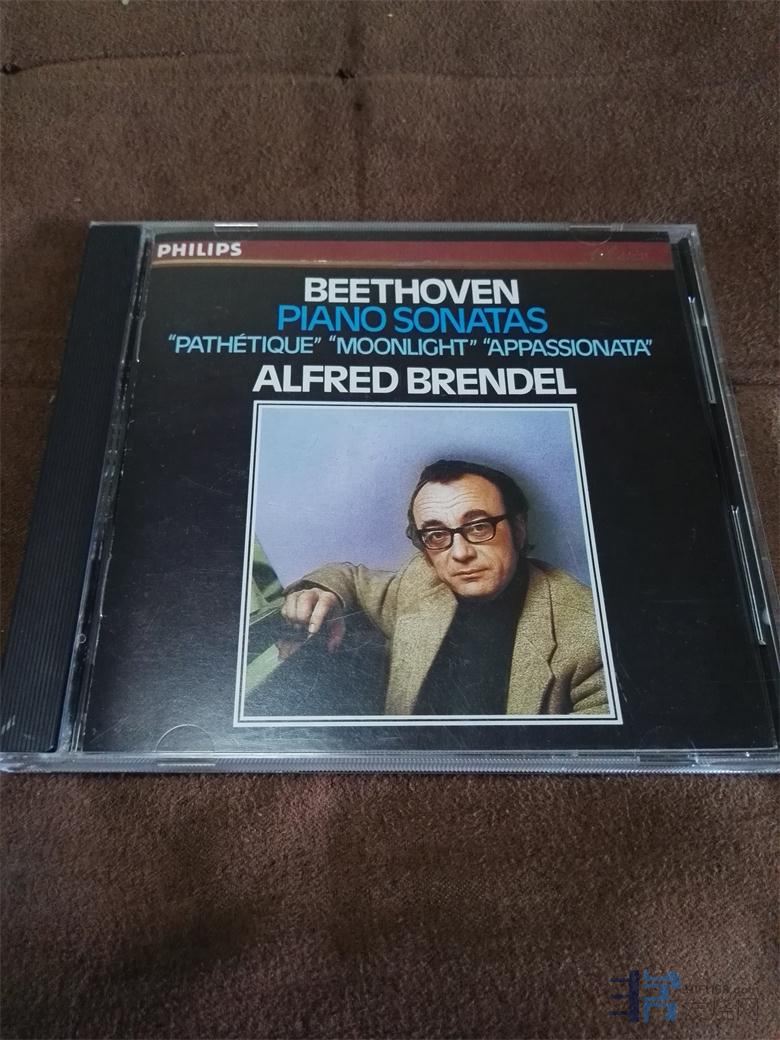 PHILIPS
BEETHOVEN
PIANO SONATAS
“PATHÉTIQUE” “MOONLIGHT” “APPASSIONATA”
ALFRED BRENDEL